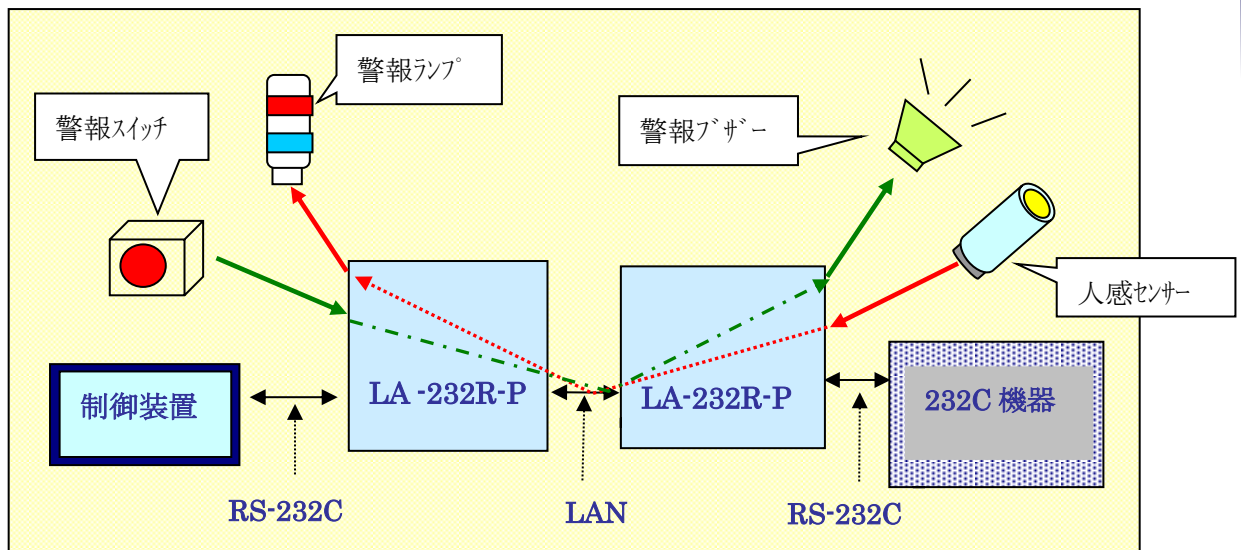 警報ﾗﾝﾌﾟ
警報ｽｲｯﾁ
警報ﾌﾞｻﾞｰ
人感ｾﾝｻｰ
制御装置
LA -232R-P
LA-232R-P
232C 機器
RS-232C
LAN
RS-232C